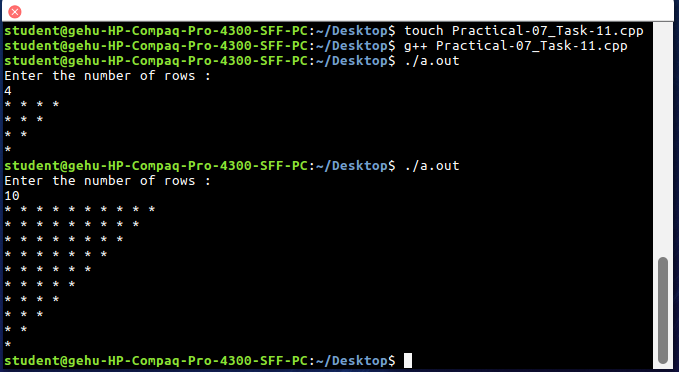 student@gehu-HP-Compaq-Pro-4300-SFF-PC:~/Desktop$ touch Practical-07_Task-11.cpp
student@gehu-HP-Compaq-Pro-4300-SFF-PC:~/Desktop$ g++ Practical-07_Task-11.cpp
student@gehu-HP-Compaq-Pro-4300-SFF-PC:~/Desktop$ ./a.out
Enter the number of rows :
4
* * * *
* * *
* *
*
student@gehu-HP-Compaq-Pro-4300-SFF-PC:~/Desktop$ ./a.out
Enter the number of rows :
10
* * * * * * * * * *
* * * * * * * * *
* * * * * * * *
* * * * * * *
* * * * * *
* * * * *
* * * *
* * *
* *
*
student@gehu-HP-Compaq-Pro-4300-SFF-PC:~/Desktop$